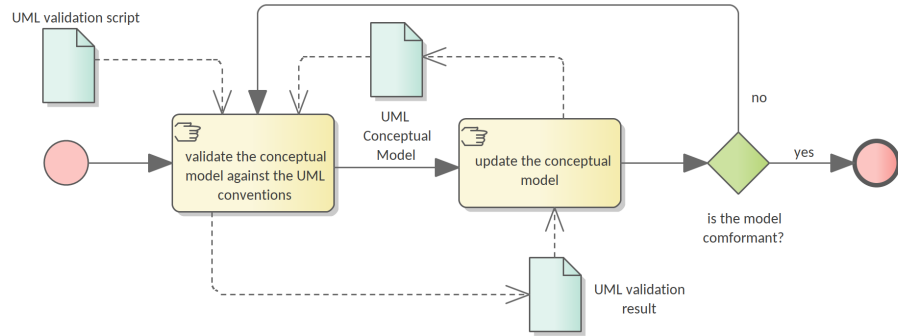 UML validation script
UML
Conceptual
Model
validate the conceptual
model against the UML
conventions
update the conceptual
model
no
yes
is the model
comformant?
UML validation
result